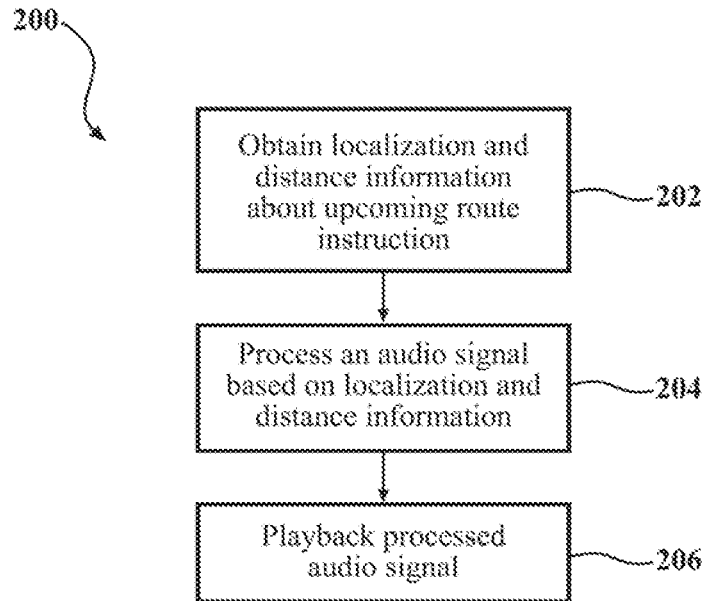 200
Obtain localization and
distance information
about upcoming route
instruction
202
Process an audio signal
based on localization and
distance information
204
Playback processed
audio signal
206